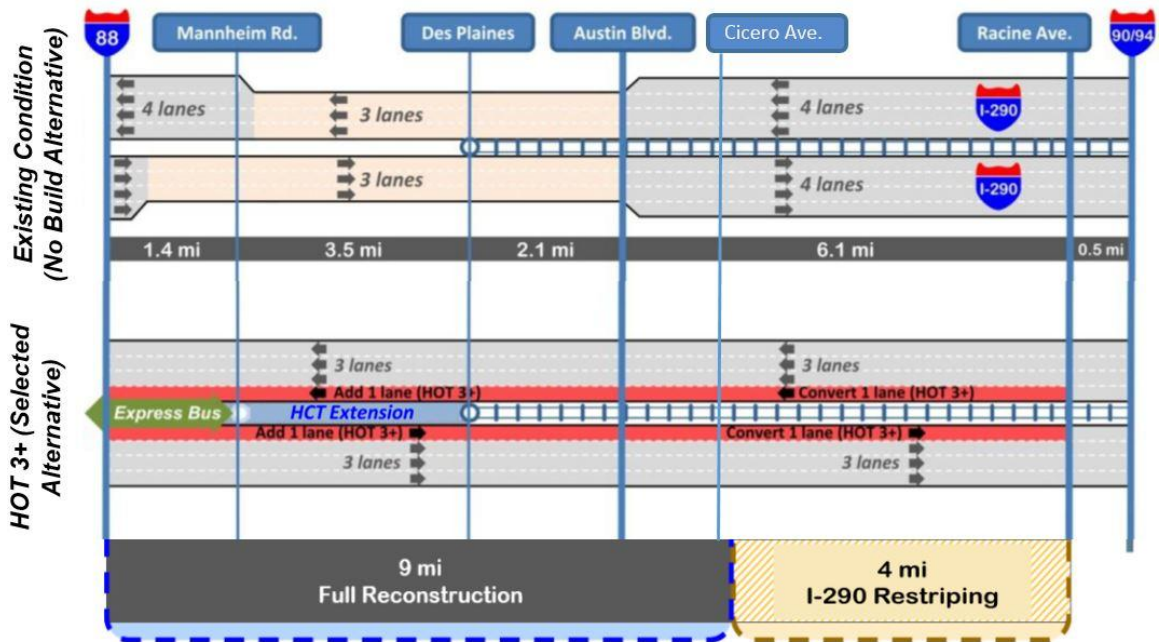 88
Mannheim Rd.
Des Plaines
Austin Blvd.
Cicero Ave.
Racine Ave.
90/94
Existing Condition
(No Build Alternative)
4 lanes
3 lanes
4 lanes
I-290
3 lanes
4 lanes
I-290
1.4 mi
3.5 mi
2.1 mi
6.1 mi
0.5 mi
HOT 3+ (Selected
Alternative)
3 lanes
3 lanes
Add 1 lane (HOT 3+)
Convert 1 lane (HOT 3+)
Express Bus
HCT Extension
Add 1 lane (HOT 3+)
Convert 1 lane (HOT 3+)
3 lanes
3 lanes
9 mi
Full Reconstruction
4 mi
I-290 Restriping